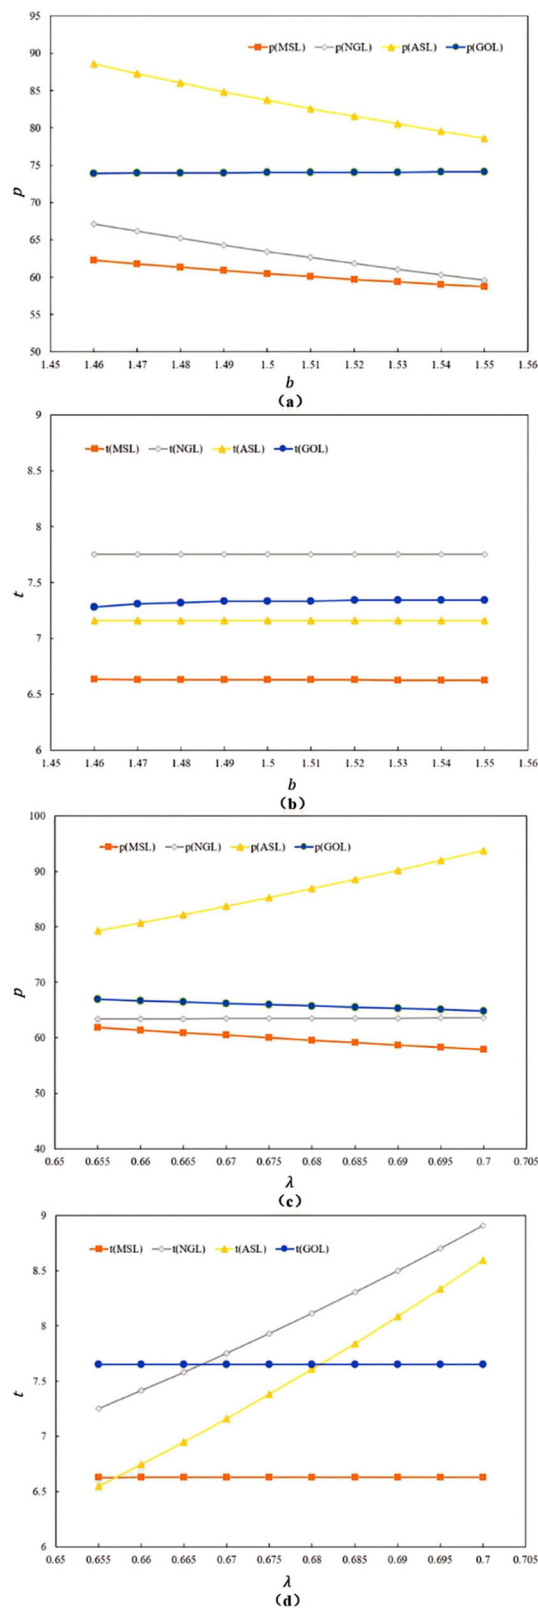 95
p(MSL) p(NGL) p(ASL) p(GOL)
90
85
80
75
p
70
65
60
55
50
1.45 1.46 1.47 1.48 1.49 1.5 1.51 1.52 1.53 1.54 1.55 1.56
b
(a)
9
t(MSL) t(NGL) t(ASL) t(GOL)
8.5
8
7.5
t
7
6.5
6
1.45 1.46 1.47 1.48 1.49 1.5 1.51 1.52 1.53 1.54 1.55 1.56
b
(b)
100
p(MSL) p(NGL) p(ASL) p(GOL)
90
80
70
p
60
50
40
0.65 0.655 0.66 0.665 0.67 0.675 0.68 0.685 0.69 0.695 0.7 0.705
λ
(c)
9
t(MSL) t(NGL) t(ASL) t(GOL)
8.5
8
7.5
t
7
6.5
6
0.65 0.655 0.66 0.665 0.67 0.675 0.68 0.685 0.69 0.695 0.7 0.705
λ
(d)